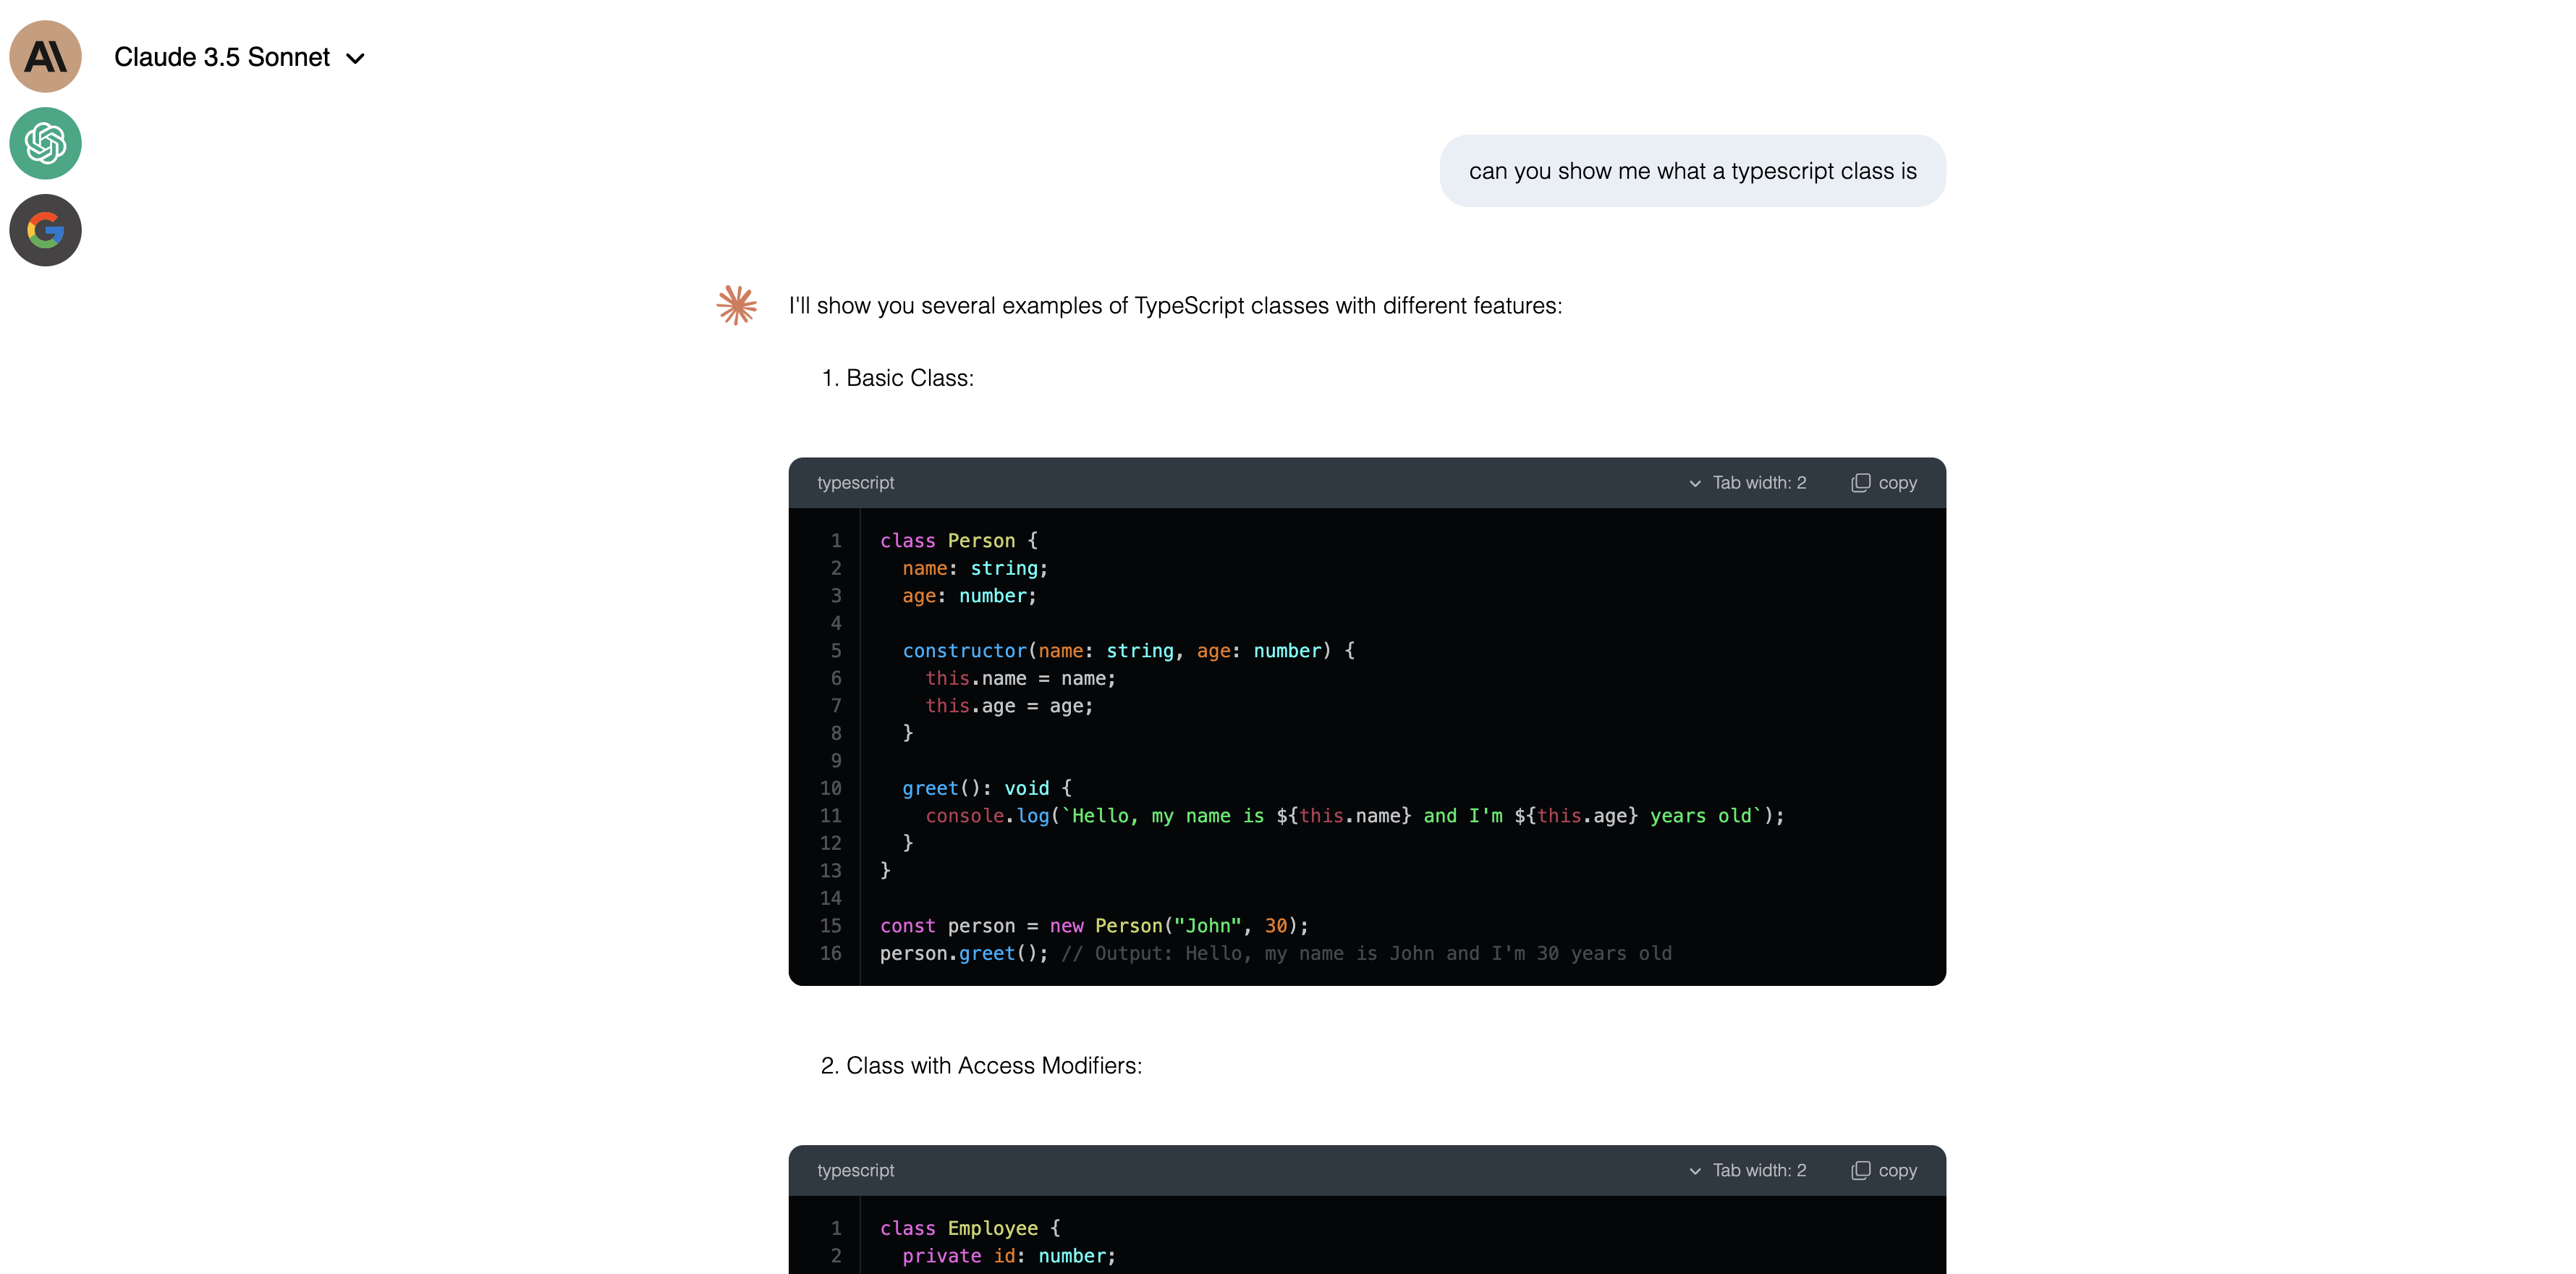 Claude 3.5 Sonnet
can you show me what a typescript class is
I'll show you several examples of TypeScript classes with different features:
1. Basic Class:
typescript
Tab width: 2
copy
1 class Person {
2   name: string;
3   age: number;
4
5   constructor(name: string, age: number) {
6     this.name = name;
7     this.age = age;
8   }
9
10   greet(): void {
11     console.log(`Hello, my name is ${this.name} and I'm ${this.age} years old`);
12   }
13 }
14
15 const person = new Person("John", 30);
16 person.greet(); // Output: Hello, my name is John and I'm 30 years old
2. Class with Access Modifiers:
typescript
Tab width: 2
copy
1 class Employee {
2   private id: number;